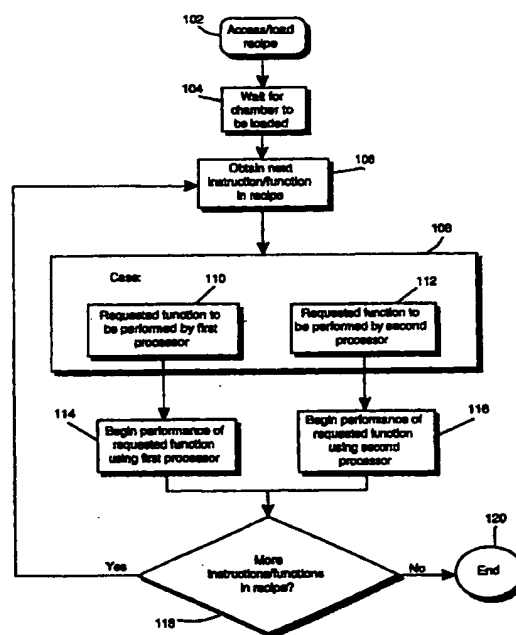 102
Access/load
recipe
104
Wait for
chamber to
be loaded
106
Obtain next
instruction/function
in recipe
108
Case:
110
112
Requested function to
be performed by first
processor
Requested function to
be performed by second
processor
114
Begin performance of
requested function
using first processor
116
Begin performance of
requested function
using second
processor
120
Yes
More
instructions/functions
in recipe?
No
End
118